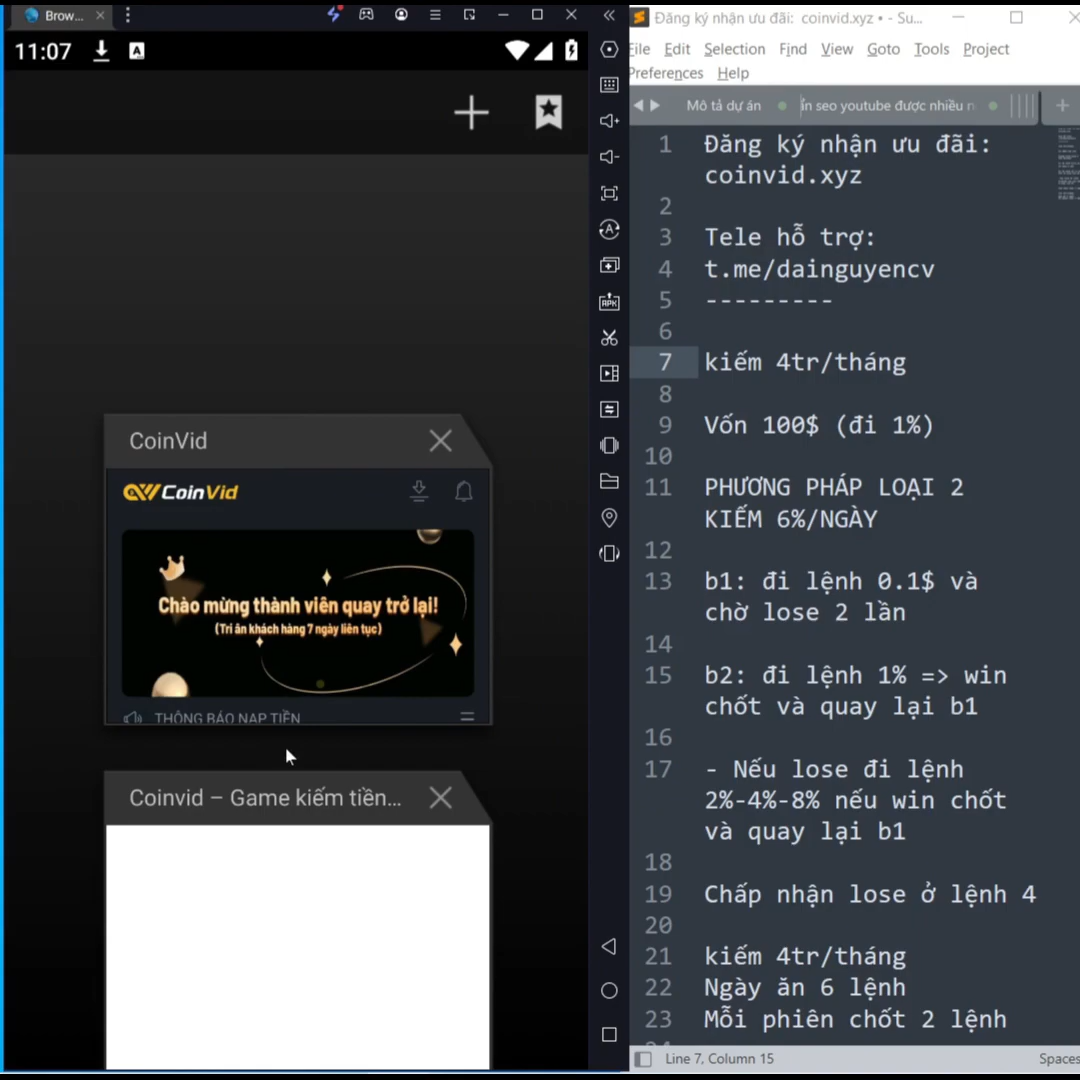 Brow...
11:07
A
CoinVid
CoinVid
Chào mừng thành viên quay trở lại!
(Tri ân khách hàng 7 ngày liên tục)
THÔNG BÁO NẠP TIỀN
Coinvid – Game kiếm tiền...
A
APK
Đăng ký nhận ưu đãi: coinvid.xyz • - Su...
File Edit Selection Find View Goto Tools Project
Preferences Help
Mô tả dự án
ín seo youtube được nhiều n
1 Đăng ký nhận ưu đãi:
coinvid.xyz
2
3 Tele hỗ trợ:
4 t.me/dainguyencv
5 ---------
6
7 kiếm 4tr/tháng
8
9 Vốn 100$ (đi 1%)
10
11 PHƯƠNG PHÁP LOẠI 2
KIẾM 6%/NGÀY
12
13 b1: đi lệnh 0.1$ và
chờ lose 2 lần
14
15 b2: đi lệnh 1% => win
chốt và quay lại b1
16
17 - Nếu lose đi lệnh
2%-4%-8% nếu win chốt
và quay lại b1
18
19 Chấp nhận lose ở lệnh 4
20
21 kiếm 4tr/tháng
22 Ngày ăn 6 lệnh
23 Mỗi phiên chốt 2 lệnh
Line 7, Column 15
Spaces